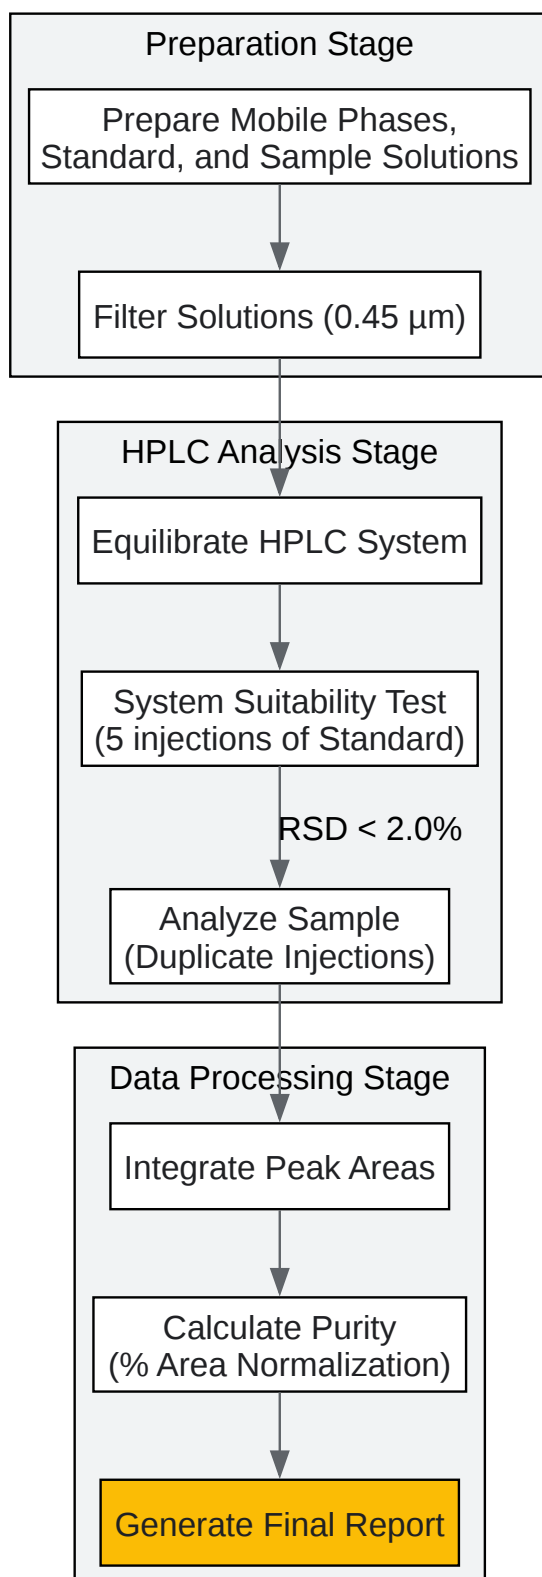 Preparation Stage
Prepare Mobile Phases,
Standard, and Sample Solutions
Filter Solutions (0.45 µm)
HPLC Analysis Stage
Equilibrate HPLC System
System Suitability Test
(5 injections of Standard)
RSD < 2.0%
Analyze Sample
(Duplicate Injections)
Data Processing Stage
Integrate Peak Areas
Calculate Purity
(% Area Normalization)
Generate Final Report